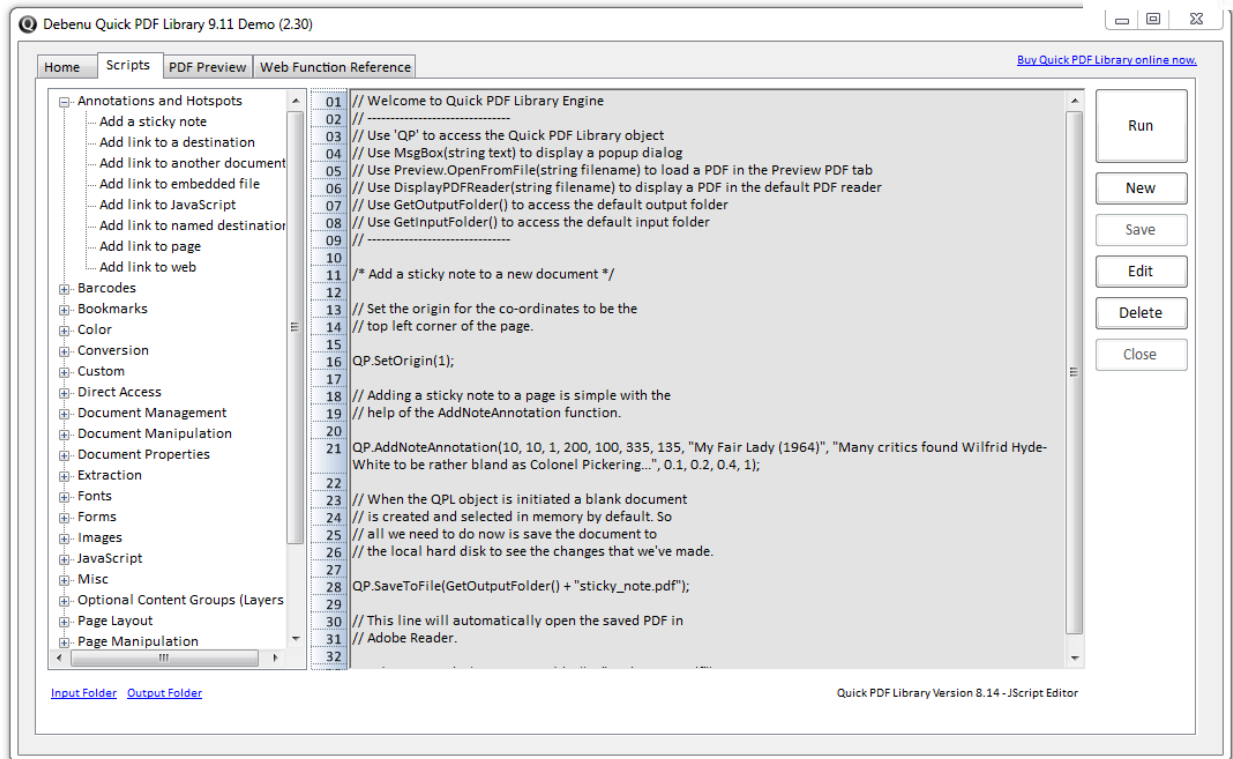 Debenu Quick PDF Library 9.11 Demo (2.30)
Home Scripts PDF Preview Web Function Reference
Buy Quick PDF Library online now.
Annotations and Hotspots
Add a sticky note
Add link to a destination
Add link to another document
Add link to embedded file
Add link to JavaScript
Add link to named destination
Add link to page
Add link to web
Barcodes
Bookmarks
Color
Conversion
Custom
Direct Access
Document Management
Document Manipulation
Document Properties
Extraction
Fonts
Forms
Images
JavaScript
Misc
Optional Content Groups (Layers
Page Layout
Page Manipulation
01 // Welcome to Quick PDF Library Engine
02 // -------------------------------
03 // Use 'QP' to access the Quick PDF Library object
04 // Use MsgBox(string text) to display a popup dialog
05 // Use Preview.OpenFromFile(string filename) to load a PDF in the Preview PDF tab
06 // Use DisplayPDFReader(string filename) to display a PDF in the default PDF reader
07 // Use GetOutputFolder() to access the default output folder
08 // Use GetInputFolder() to access the default input folder
09 // -------------------------------
10
11 /* Add a sticky note to a new document */
12
13 // Set the origin for the co-ordinates to be the
14 // top left corner of the page.
15
16 QP.SetOrigin(1);
17
18 // Adding a sticky note to a page is simple with the
19 // help of the AddNoteAnnotation function.
20
21 QP.AddNoteAnnotation(10, 10, 1, 200, 100, 335, 135, "My Fair Lady (1964)", "Many critics found Wilfrid Hyde-
White to be rather bland as Colonel Pickering...", 0.1, 0.2, 0.4, 1);
22
23 // When the QPL object is initiated a blank document
24 // is created and selected in memory by default. So
25 // all we need to do now is save the document to
26 // the local hard disk to see the changes that we've made.
27
28 QP.SaveToFile(GetOutputFolder() + "sticky_note.pdf");
29
30 // This line will automatically open the saved PDF in
31 // Adobe Reader.
32
Run
New
Save
Edit
Delete
Close
Input Folder Output Folder
Quick PDF Library Version 8.14 - JScript Editor